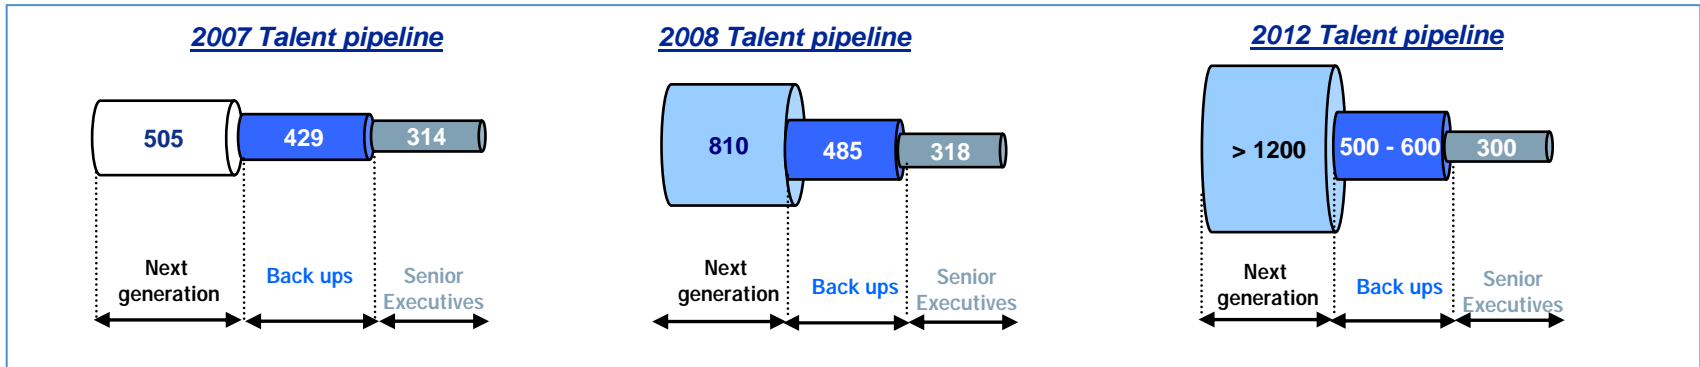 2007 Talent pipeline
505
429
314
Next
generation
Back ups
Senior
Executives
2008 Talent pipeline
810
485
318
Next
generation
Back ups
Senior
Executives
2012 Talent pipeline
> 1200
500 - 600
300
Next
generation
Back ups
Senior
Executives